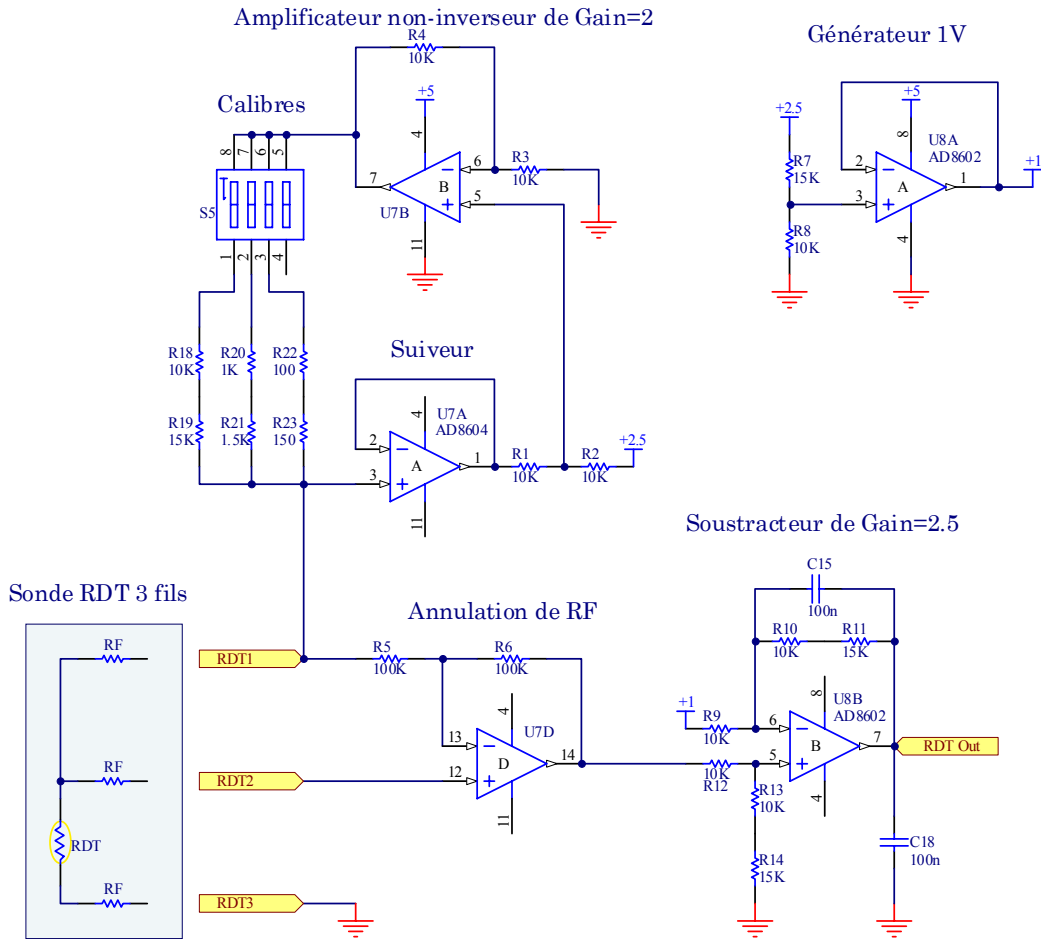 Amplificateur non-inverseur de Gain=2
R4
10K
+5
4
6
5
7
B
U7B
11
R3
10K
Calibres
8
7
6
5
S5
1
2
3
4
R18
10K
R20
1K
R22
100
R19
15K
R21
1.5K
R23
150
Générateur 1V
+2.5
R7
15K
R8
10K
+5
8
U8A
AD8602
2
3
A
1
4
+1
Suiveur
4
U7A
AD8604
2
3
A
1
11
R1
10K
R2
10K
+2.5
Sonde RDT 3 fils
RF
RF
RDT
RF
RDT1
RDT2
RDT3
Annulation de RF
R5
100K
R6
100K
4
U7D
13
12
D
14
11
Soustracteur de Gain=2.5
C15
100n
R10
10K
R11
15K
+1
R9
10K
8
U8B
AD8602
6
5
B
7
4
10K
R12
R13
10K
R14
15K
RDT Out
C18
100n